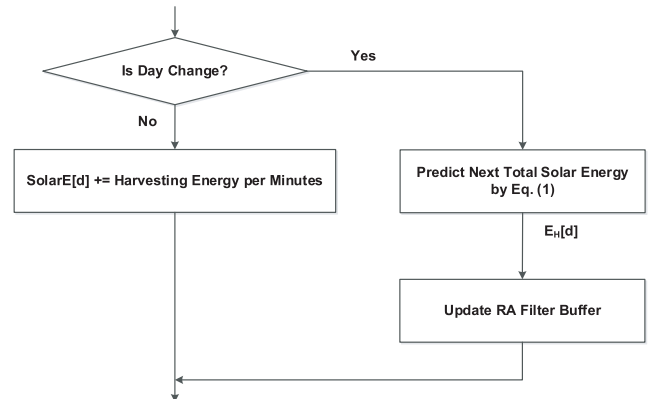 Is Day Change?
Yes
No
SolarE[d] += Harvesting Energy per Minutes
Predict Next Total Solar Energy
by Eq. (1)
EH[d]
Update RA Filter Buffer